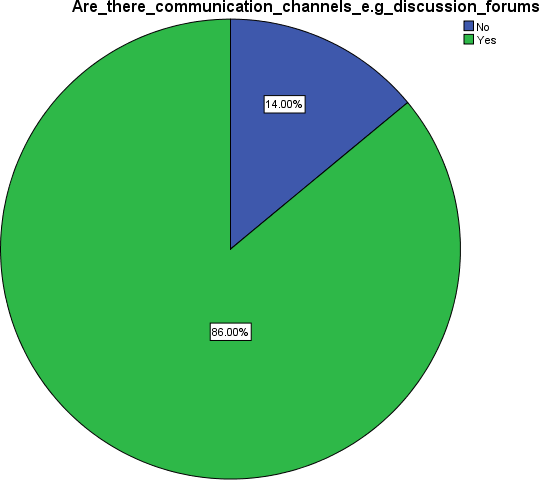 Are_there_communication_channels_e.g_discussion_forums
No
Yes
14.00%
86.00%